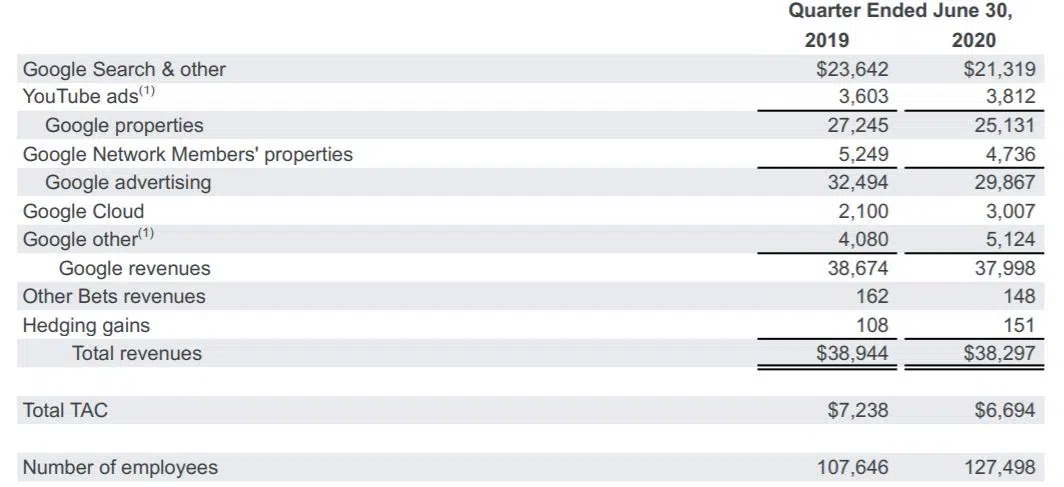 Quarter Ended June 30,
2019 2020
Google Search & other $23,642 $21,319
YouTube ads(1) 3,603 3,812
Google properties 27,245 25,131
Google Network Members' properties 5,249 4,736
Google advertising 32,494 29,867
Google Cloud 2,100 3,007
Google other(1) 4,080 5,124
Google revenues 38,674 37,998
Other Bets revenues 162 148
Hedging gains 108 151
Total revenues $38,944 $38,297
Total TAC $7,238 $6,694
Number of employees 107,646 127,498